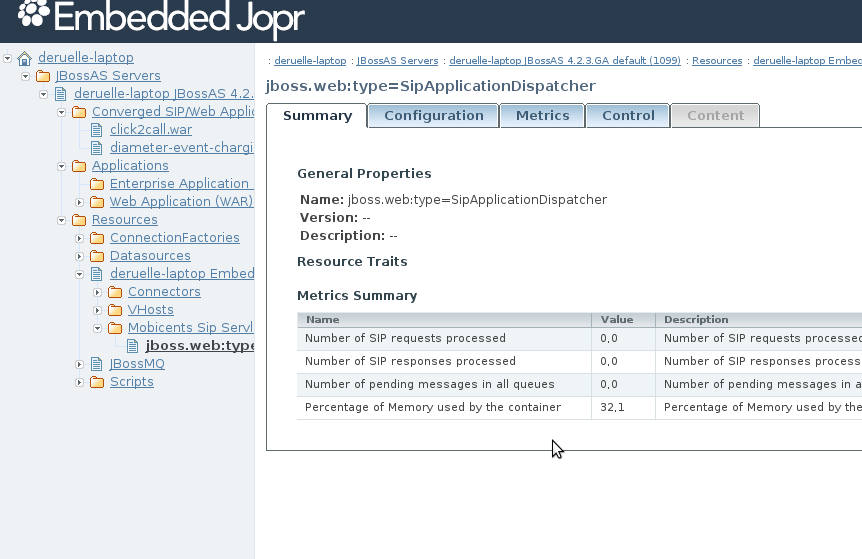 Embedded Jopr
deruelle-laptop
JBossAS Servers
deruelle-laptop JBossAS 4.2.
Converged SIP/Web Applic
click2call.war
diameter-event-chargi
Applications
Enterprise Application
Web Application (WAR)
Resources
ConnectionFactories
Datasources
deruelle-laptop Embed
Connectors
VHosts
Mobicents Sip Servl
jboss.web:type
JBossMQ
Scripts
: deruelle-laptop : JBossAS Servers : deruelle-laptop JBossAS 4.2.3.GA default (1099) : Resources : deruelle-laptop Embed
jboss.web:type=SipApplicationDispatcher
Summary Configuration Metrics Control Content
General Properties
Name: jboss.web:type=SipApplicationDispatcher
Version: --
Description: --
Resource Traits
Metrics Summary
Name Value Description
Number of SIP requests processed 0,0 Number of SIP requests processed
Number of SIP responses processed 0,0 Number of SIP responses process
Number of pending messages in all queues 0,0 Number of pending messages in a
Percentage of Memory used by the container 32,1 Percentage of Memory used by the